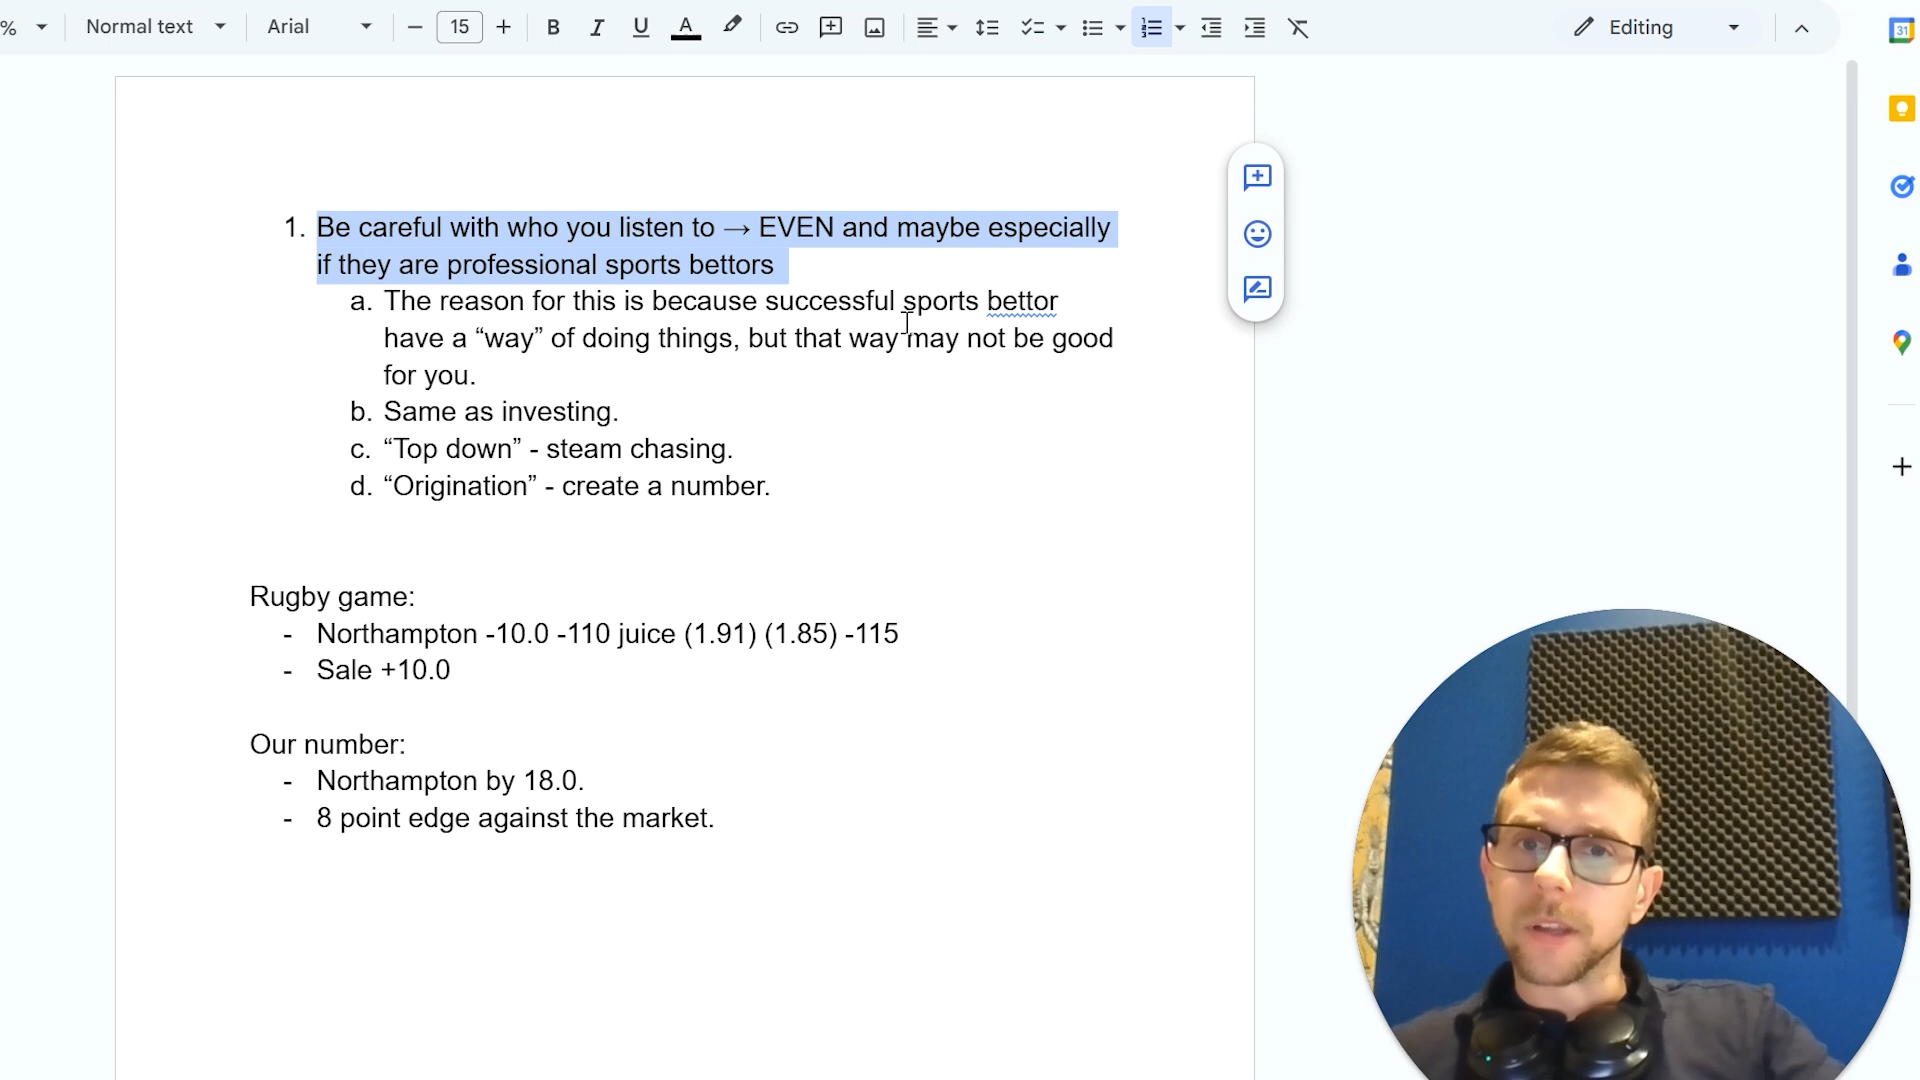 % Normal text Arial 15 B I U A Editing
31
1. Be careful with who you listen to → EVEN and maybe especially
if they are professional sports bettors
a. The reason for this is because successful sports bettor
have a “way” of doing things, but that way may not be good
for you.
b. Same as investing.
c. “Top down” - steam chasing.
d. “Origination” - create a number.
Rugby game:
- Northampton -10.0 -110 juice (1.91) (1.85) -115
- Sale +10.0
Our number:
- Northampton by 18.0.
- 8 point edge against the market.